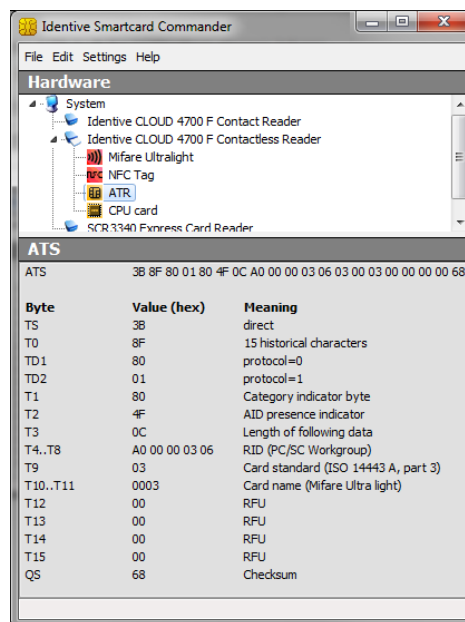 Identive Smartcard Commander
File Edit Settings Help
Hardware
System
Identive CLOUD 4700 F Contact Reader
Identive CLOUD 4700 F Contactless Reader
Mifare Ultralight
NFC Tag
ATR
CPU card
SCR3340 Express Card Reader
ATS
ATS 3B 8F 80 01 80 4F 0C A0 00 00 03 06 03 00 03 00 00 00 00 68
Byte Value (hex) Meaning
TS 3B direct
T0 8F 15 historical characters
TD1 80 protocol=0
TD2 01 protocol=1
T1 80 Category indicator byte
T2 4F AID presence indicator
T3 0C Length of following data
T4..T8 A0 00 00 03 06 RID (PC/SC Workgroup)
T9 03 Card standard (ISO 14443 A, part 3)
T10..T11 0003 Card name (Mifare Ultra light)
T12 00 RFU
T13 00 RFU
T14 00 RFU
T15 00 RFU
QS 68 Checksum